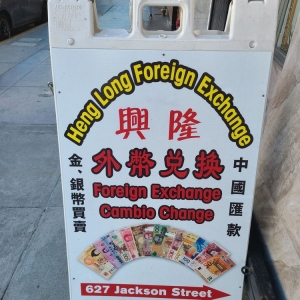 Heng Long Foreign Exchange
興隆
外幣兑換
金、銀幣買賣
中國匯款
Foreign Exchange
Cambio Change
627 Jackson Street